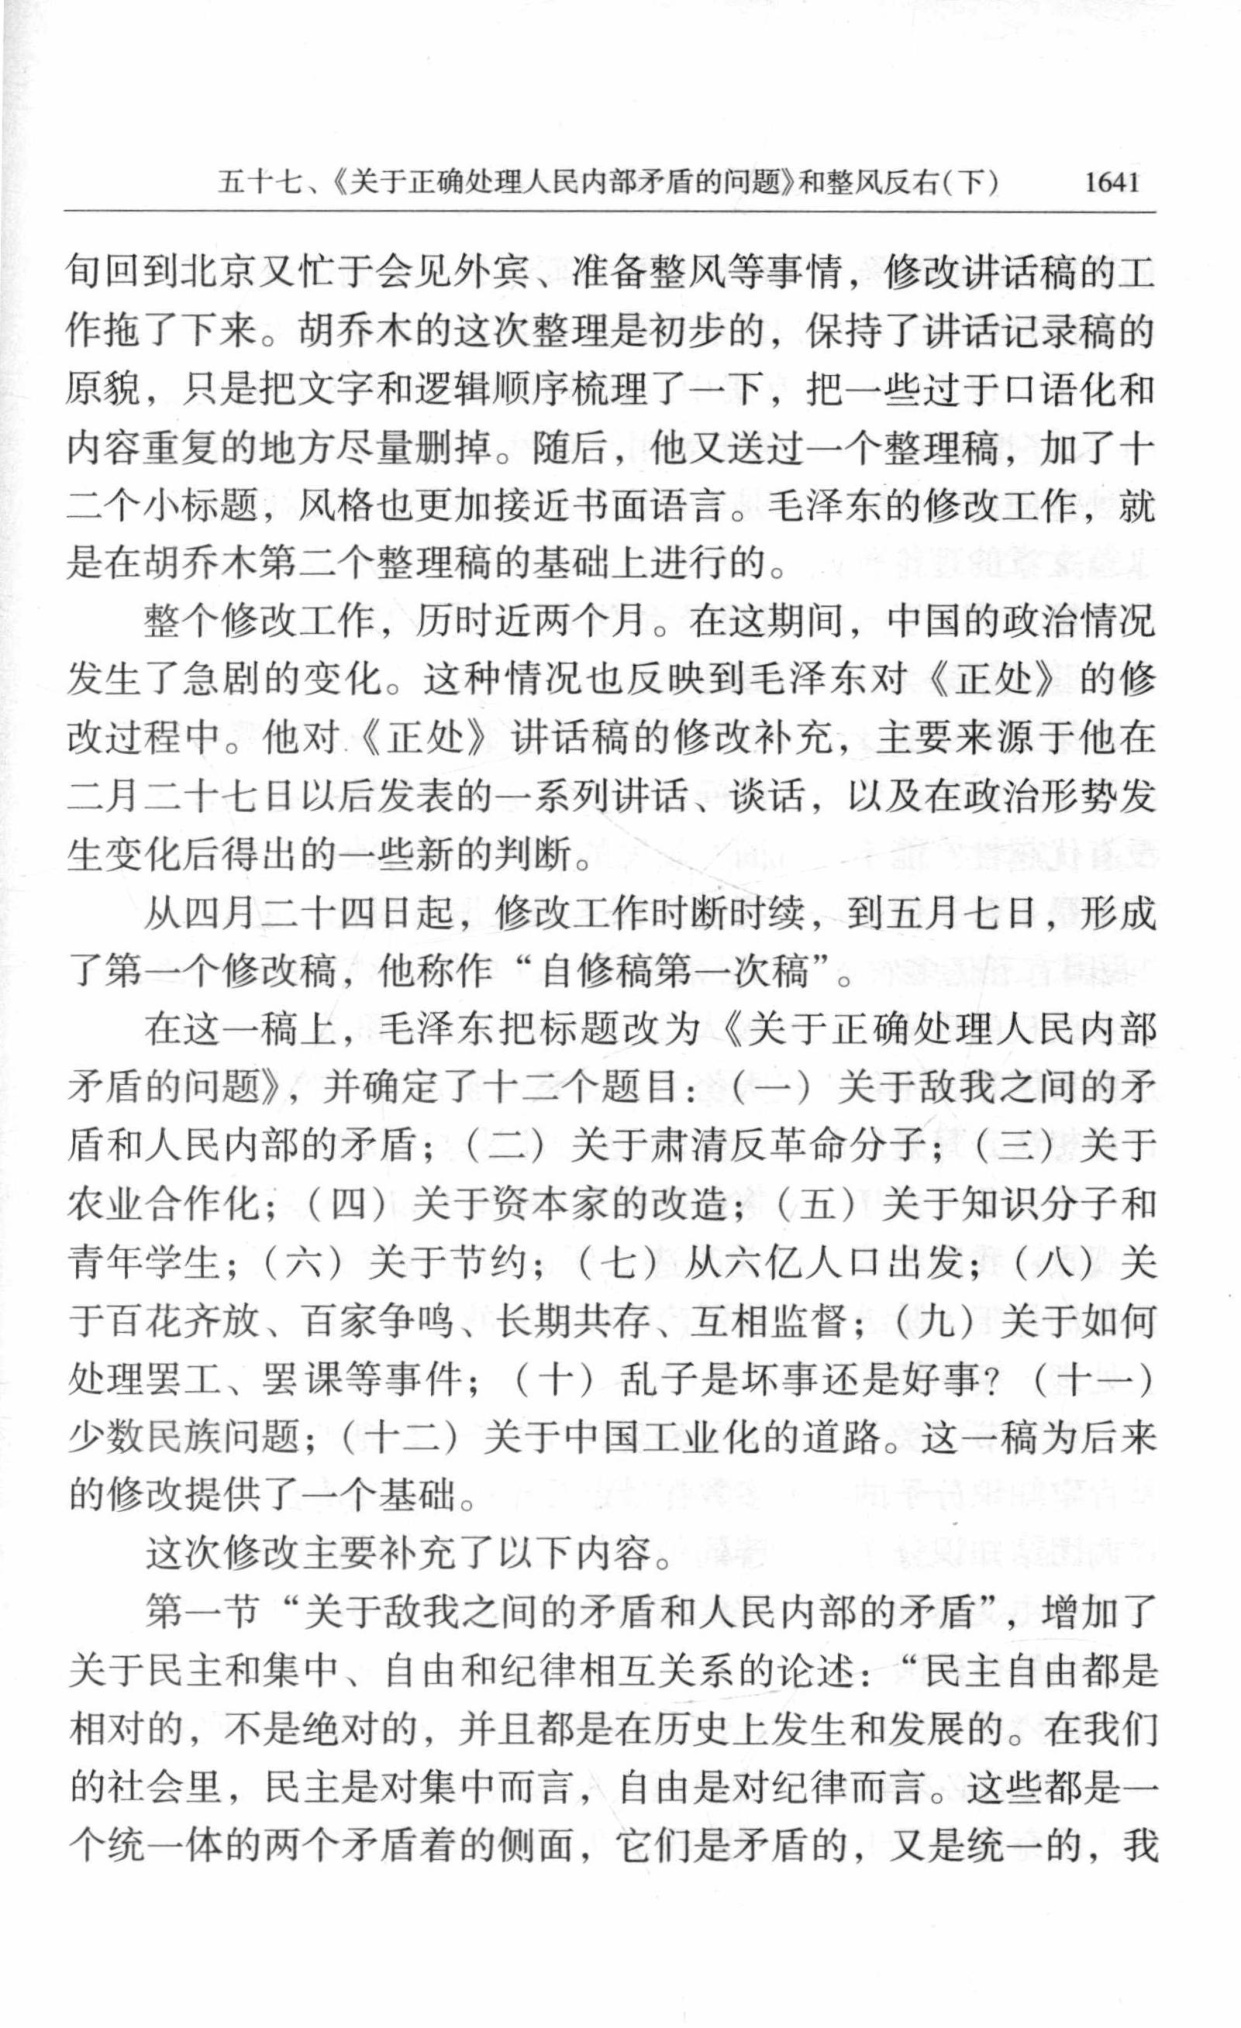 五十七、《关于正确处理人民内部矛盾的问题》和整风反右(下) 1641
旬回到北京又忙于会见外宾、准备整风等事情，修改讲话稿的工
作拖了下来。胡乔木的这次整理是初步的，保持了讲话记录稿的
原貌，只是把文字和逻辑顺序梳理了一下，把一些过于口语化和
内容重复的地方尽量删掉。随后，他又送过一个整理稿，加了十
二个小标题，风格也更加接近书面语言。毛泽东的修改工作，就
是在胡乔木第二个整理稿的基础上进行的。
整个修改工作，历时近两个月。在这期间，中国的政治情况
发生了急剧的变化。这种情况也反映到毛泽东对《正处》的修
改过程中。他对《正处》讲话稿的修改补充，主要来源于他在
二月二十七日以后发表的一系列讲话、谈话，以及在政治形势发
生变化后得出的一些新的判断。
从四月二十四日起，修改工作时断时续，到五月七日，形成
了第一个修改稿，他称作“自修稿第一次稿”。
在这一稿上，毛泽东把标题改为《关于正确处理人民内部
矛盾的问题》，并确定了十二个题目：（一）关于敌我之间的矛
盾和人民内部的矛盾；（二）关于肃清反革命分子；（三）关于
农业合作化；（四）关于资本家的改造；（五）关于知识分子和
青年学生；（六）关于节约；（七）从六亿人口出发；（八）关
于百花齐放、百家争鸣、长期共存、互相监督；（九）关于如何
处理罢工、罢课等事件；（十）乱子是坏事还是好事？（十一）
少数民族问题；（十二）关于中国工业化的道路。这一稿为后来
的修改提供了一个基础。
这次修改主要补充了以下内容。
第一节“关于敌我之间的矛盾和人民内部的矛盾”，增加了
关于民主和集中、自由和纪律相互关系的论述：“民主自由都是
相对的，不是绝对的，并且都是在历史上发生和发展的。在我们
的社会里，民主是对集中而言，自由是对纪律而言。这些都是一
个统一体的两个矛盾着的侧面，它们是矛盾的，又是统一的，我